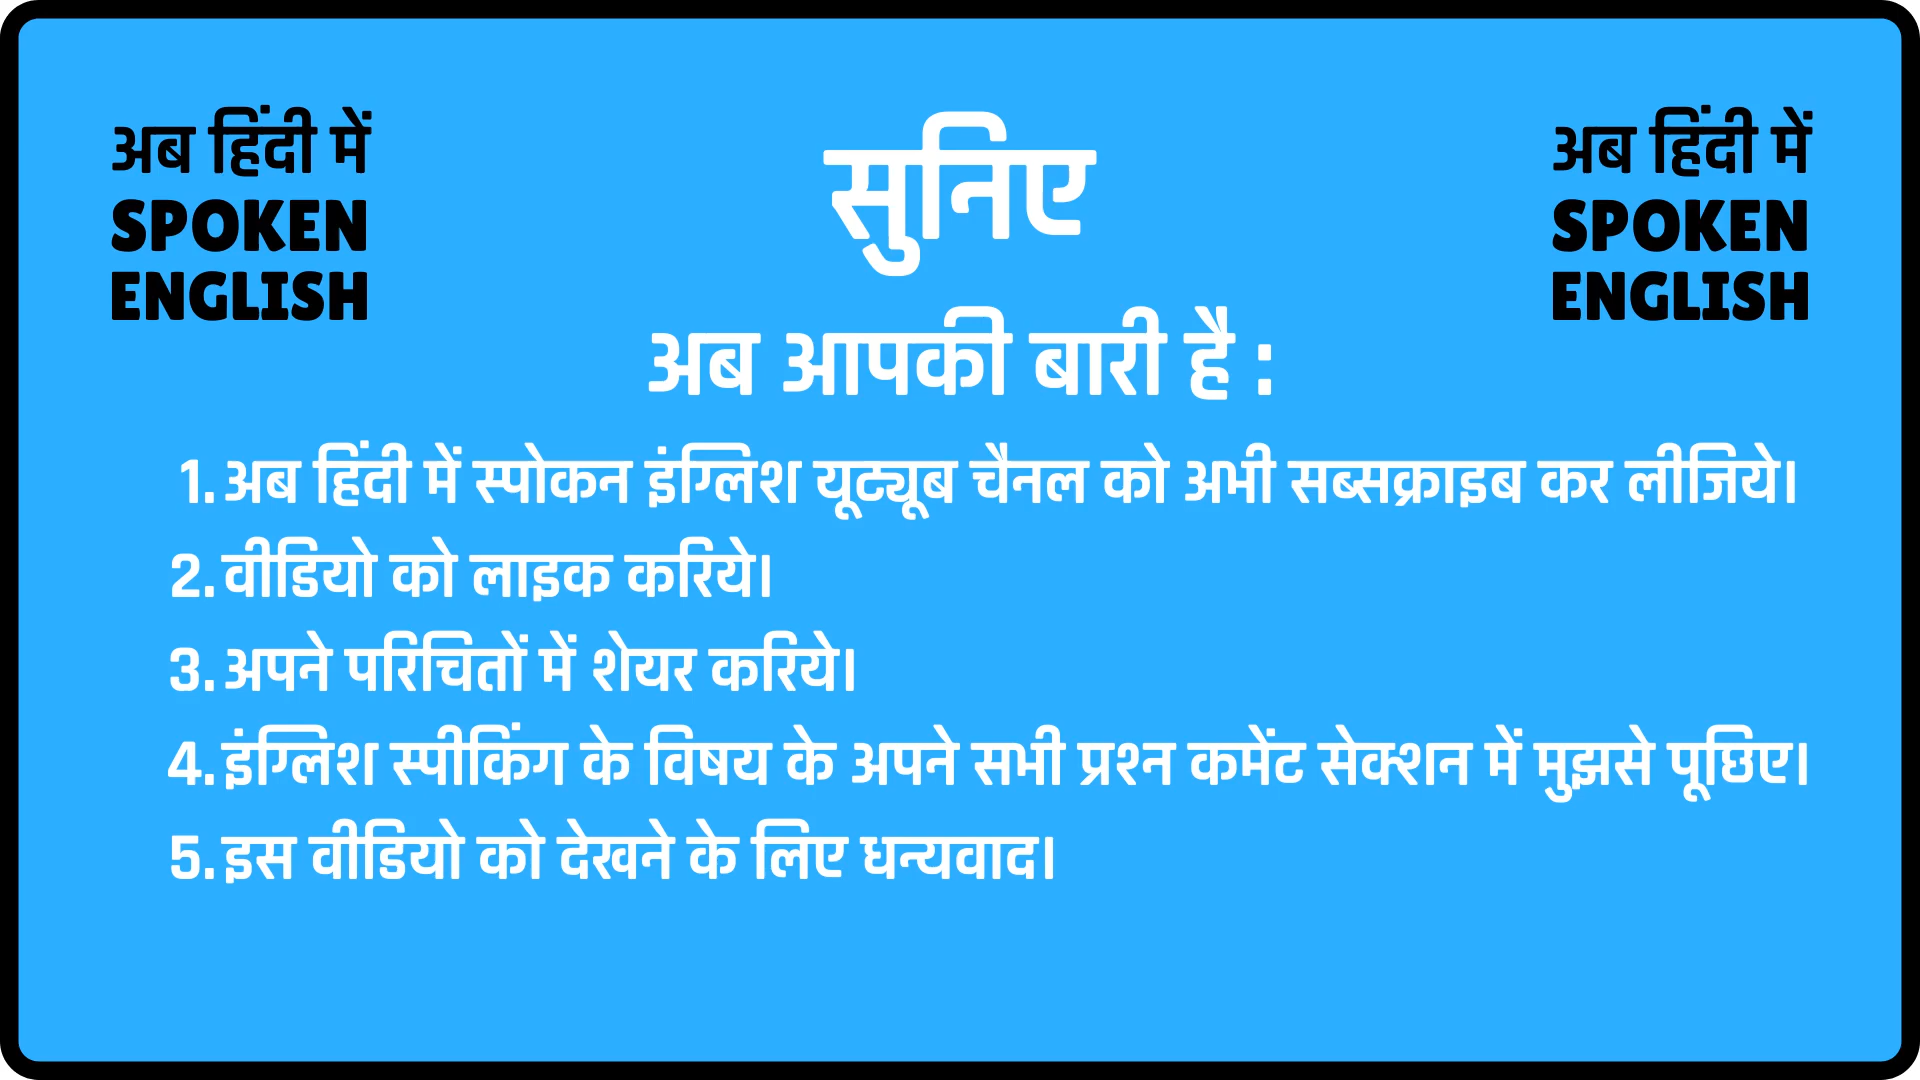 अब हिंदी में
SPOKEN
ENGLISH
सुनिए
अब हिंदी में
SPOKEN
ENGLISH
अब आपकी बारी है :
1. अब हिंदी में स्पोकन इंग्लिश यूट्यूब चैनल को अभी सब्सक्राइब कर लीजिये।
2. वीडियो को लाइक करिये।
3. अपने परिचितों में शेयर करिये।
4. इंग्लिश स्पीकिंग के विषय के अपने सभी प्रश्न कमेंट सेक्शन में मुझसे पूछिए।
5. इस वीडियो को देखने के लिए धन्यवाद।